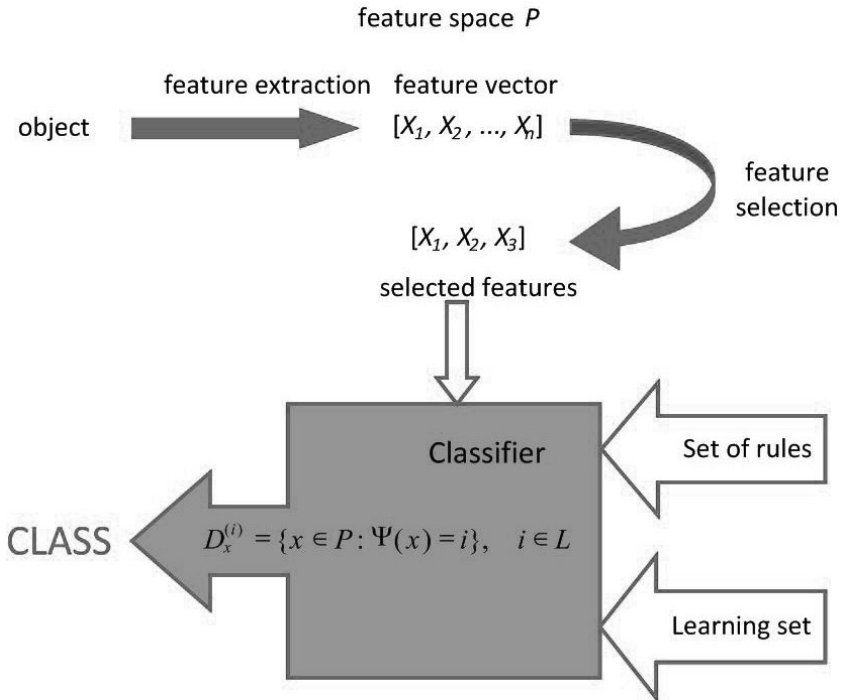 feature space P
feature extraction
feature vector
object
[X₁, X₂, ..., Xₙ]
feature
selection
[X₁, X₂, X₃]
selected features
Classifier
Set of rules
CLASS
Dₓ⁽ⁱ⁾ = {x ∈ P : Ψ(x) = i},   i ∈ L
Learning set